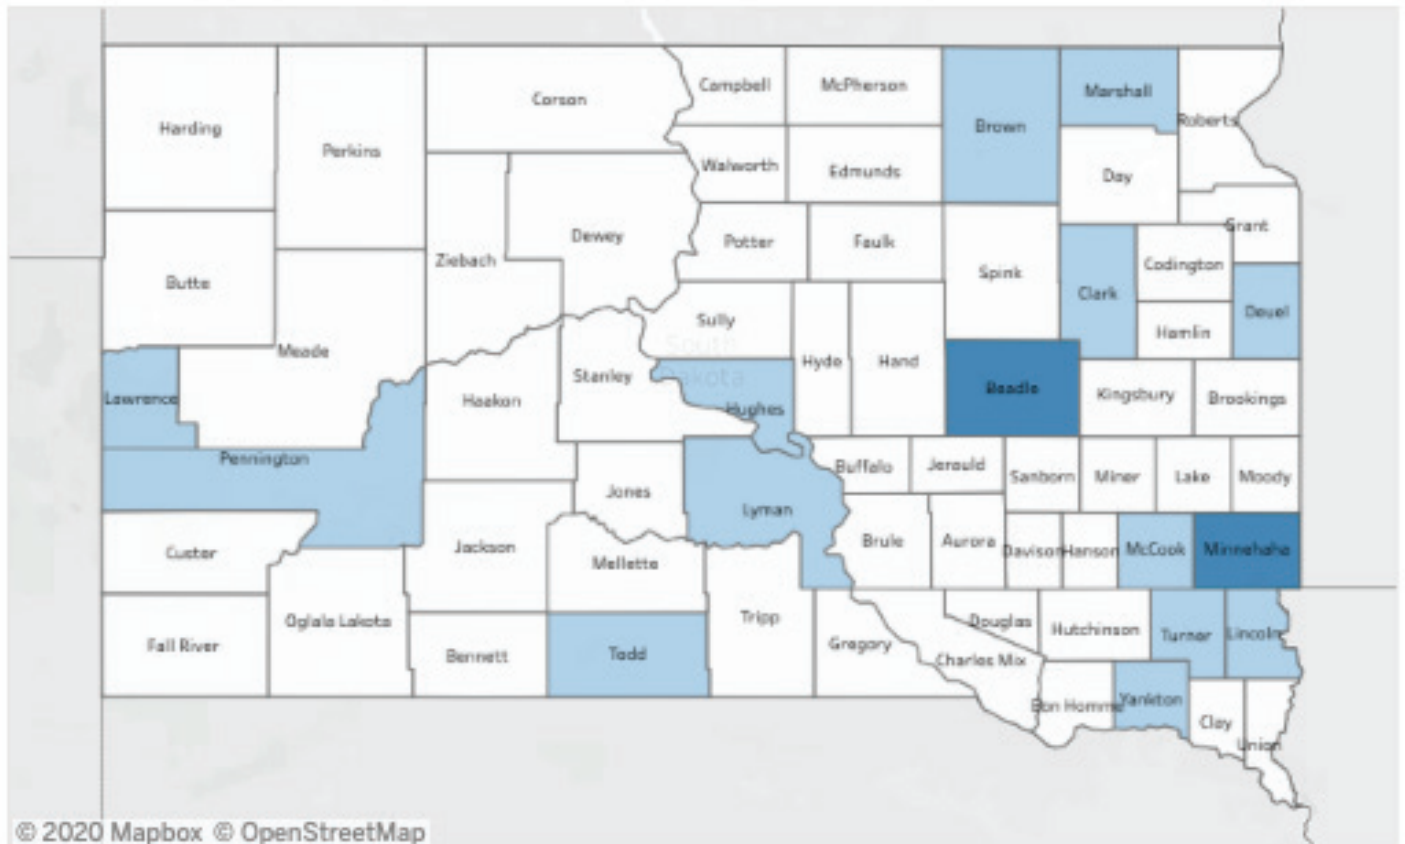 Campbell
McPherson
Marshall
Corson
Brown
Roberts
Harding
Perkins
Walworth
Edmunds
Day
Grant
Dewey
Potter
Faulk
Ziebach
Codington
Spink
Butte
Clark
Deuel
Sully
Hamlin
South
Dakota
Meade
Hyde
Hand
Stanley
Beadle
Kingsbury
Brookings
Lawrence
Haakon
Hughes
Pennington
Buffalo
Jerauld
Sanborn
Miner
Lake
Moody
Jones
Lyman
Custer
Jackson
Brule
Aurora
Davison
Hanson
McCook
Minnehaha
Mellette
Oglala Lakota
Tripp
Douglas
Hutchinson
Turner
Lincoln
Fall River
Bennett
Todd
Gregory
Charles Mix
Bon Homme
Yankton
Clay
Union
© 2020 Mapbox © OpenStreetMap